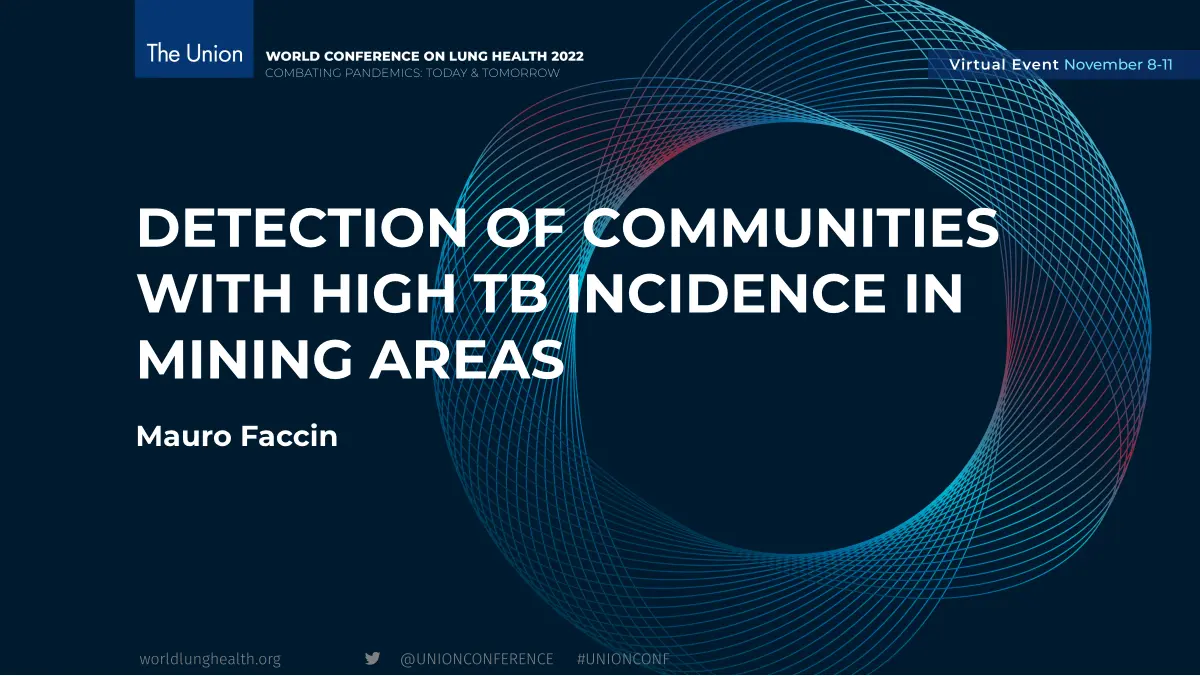 The Union
WORLD CONFERENCE ON LUNG HEALTH 2022
COMBATING PANDEMICS: TODAY & TOMORROW
Virtual Event November 8-11
DETECTION OF COMMUNITIES
WITH HIGH TB INCIDENCE IN
MINING AREAS
Mauro Faccin
worldlunghealth.org
@UNIONCONFERENCE #UNIONCONF